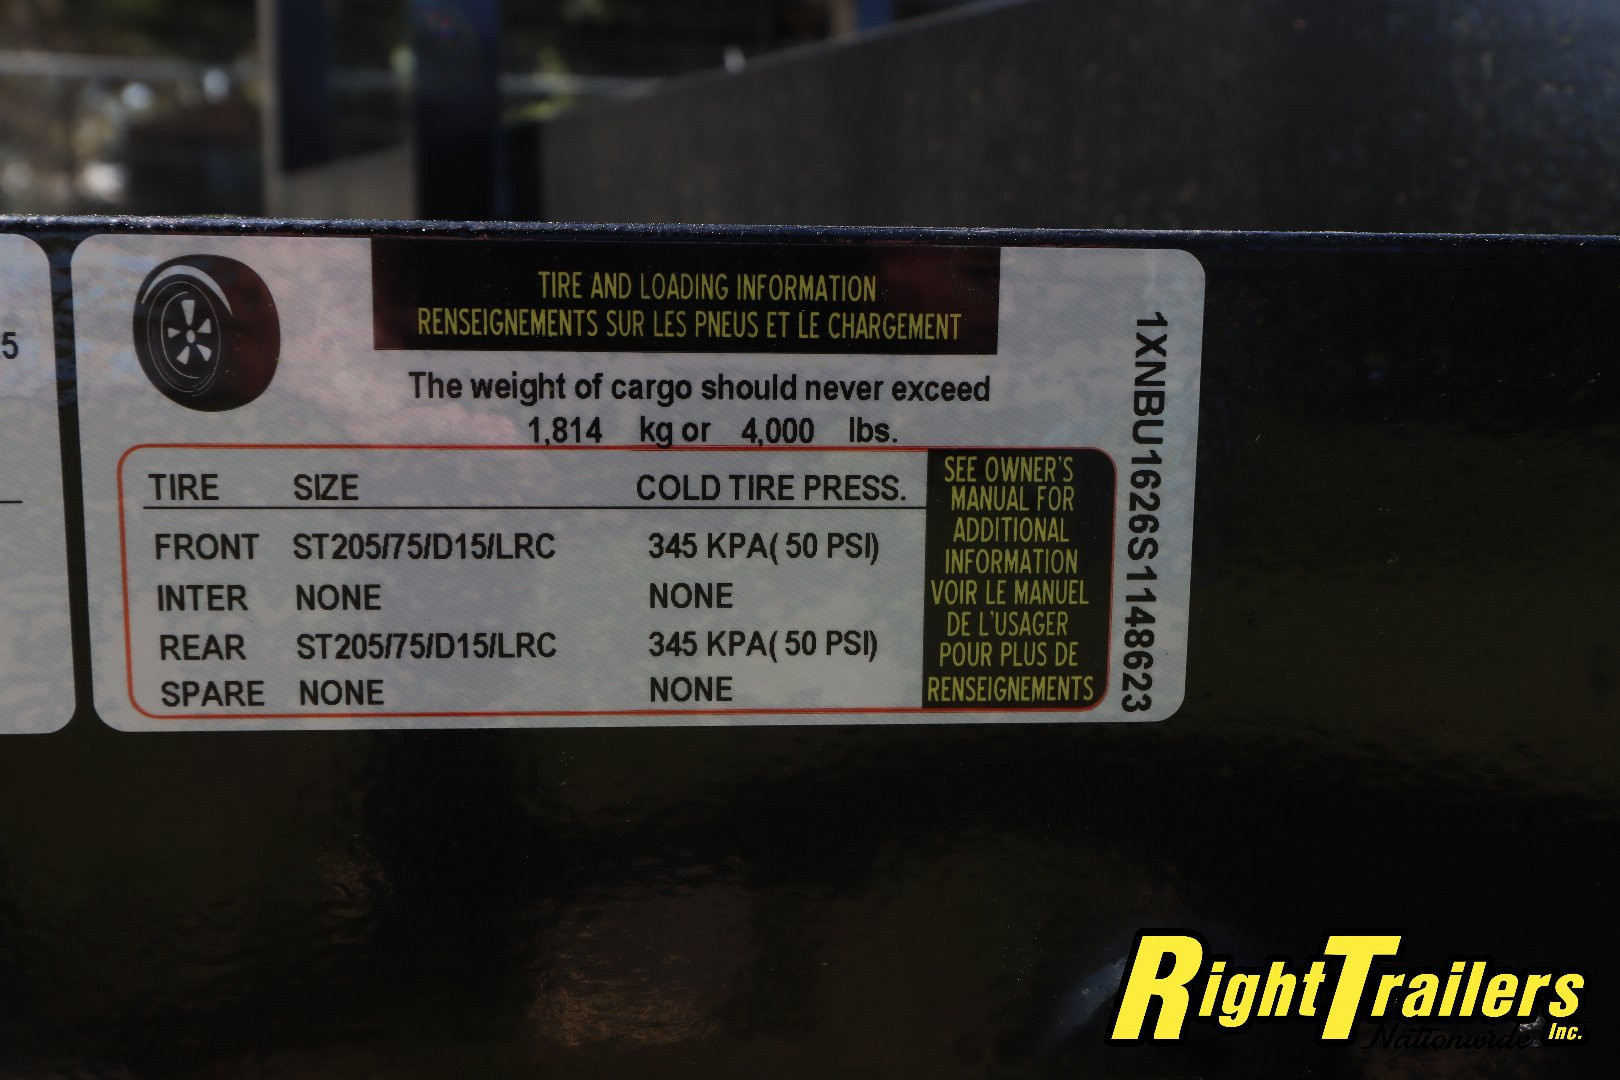 5
TIRE AND LOADING INFORMATION
RENSEIGNEMENTS SUR LES PNEUS ET LE CHARGEMENT
The weight of cargo should never exceed
1,814 kg or 4,000 lbs.
TIRE SIZE COLD TIRE PRESS.
FRONT ST205/75/D15/LRC 345 KPA( 50 PSI)
INTER NONE NONE
REAR ST205/75/D15/LRC 345 KPA( 50 PSI)
SPARE NONE NONE
SEE OWNER'S
MANUAL FOR
ADDITIONAL
INFORMATION
VOIR LE MANUEL
DE L'USAGER
POUR PLUS DE
RENSEIGNEMENTS
1XNBU1626S1148623
RightTrailers
Nationwide Inc.